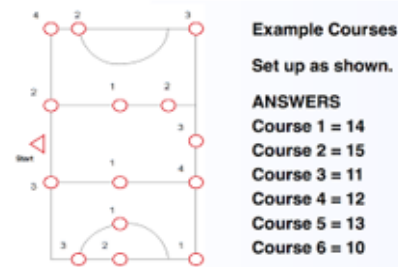 4 2 3
Example Courses
Set up as shown.
1 2
2
ANSWERS
3
Course 1 = 14
Start
Course 2 = 15
1 4
3
Course 3 = 11
Course 4 = 12
1
Course 5 = 13
3 2 1
Course 6 = 10